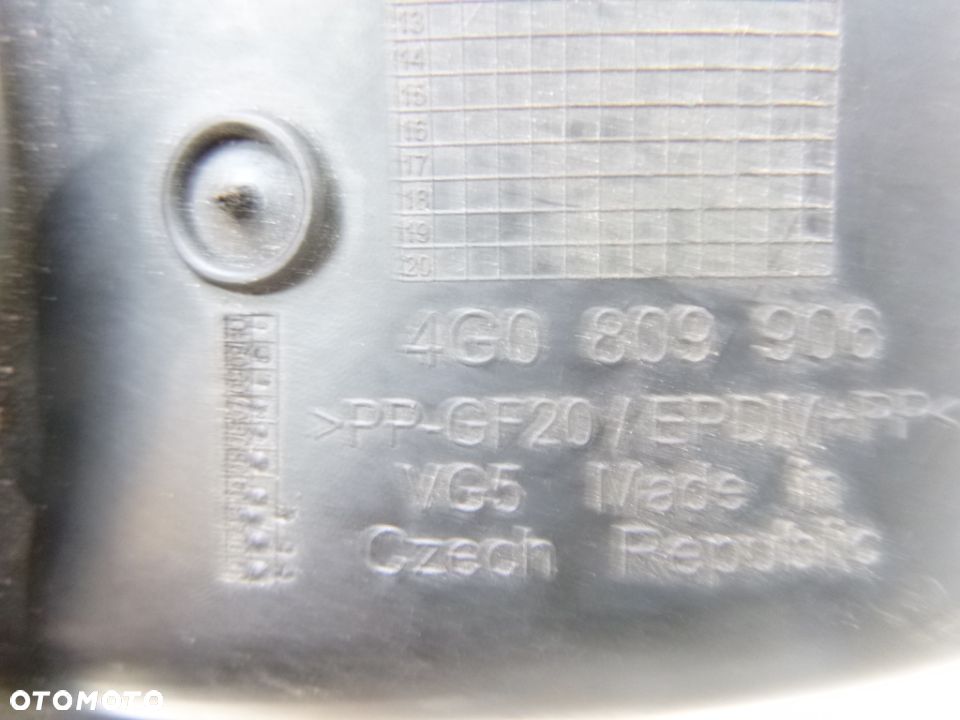 13
14
15
16
17
18
19
20
4G0 809 906
>PP-GF20/EPDM-PP<
VG5 Made in
Czech Republic
OTOMOTO